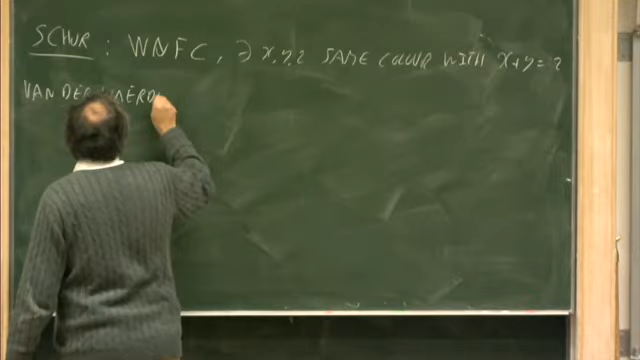 SCHUR : WNFC, ∃ x,y,z SAME COLOUR WITH x+y=z
VAN DER WAERD